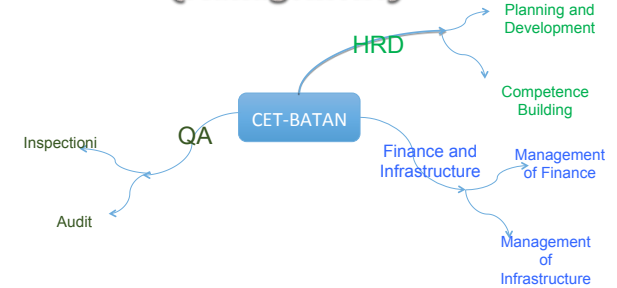 Planning and
Development
HRD
Competence
Building
CET-BATAN
QA
Inspectioni
Audit
Finance and
Infrastructure
Management
of Finance
Management
of
Infrastructure